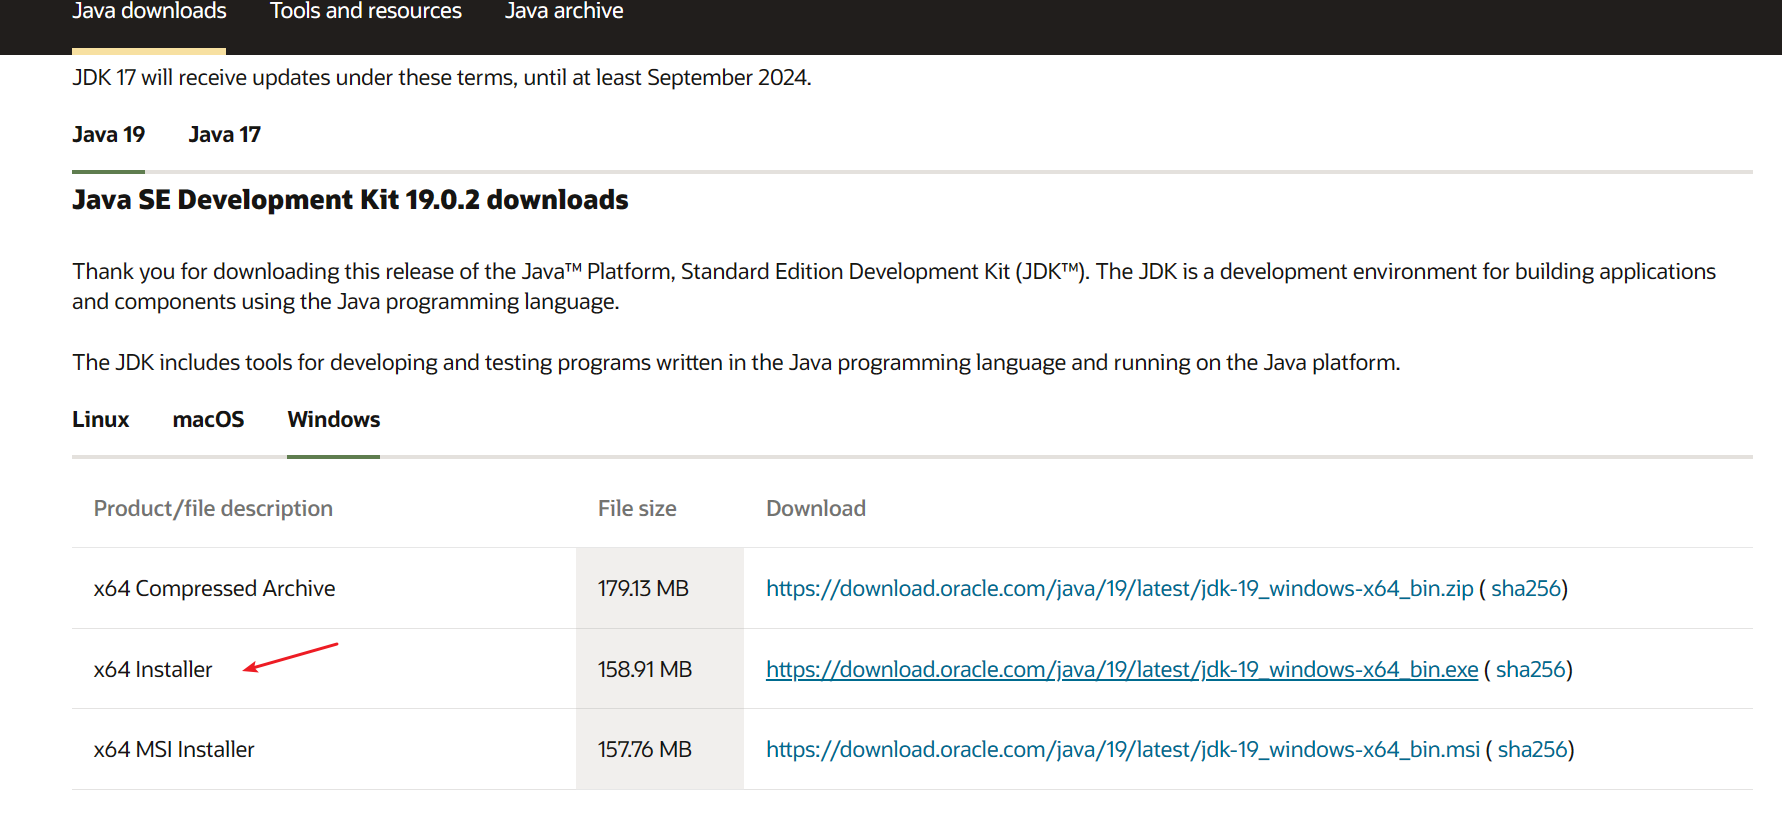 Java downloads Tools and resources Java archive
JDK 17 will receive updates under these terms, until at least September 2024.
Java 19 Java 17
Java SE Development Kit 19.0.2 downloads
Thank you for downloading this release of the Java™ Platform, Standard Edition Development Kit (JDK™). The JDK is a development environment for building applications
and components using the Java programming language.
The JDK includes tools for developing and testing programs written in the Java programming language and running on the Java platform.
Linux macOS Windows
Product/file description File size Download
x64 Compressed Archive 179.13 MB https://download.oracle.com/java/19/latest/jdk-19_windows-x64_bin.zip ( sha256)
x64 Installer 158.91 MB https://download.oracle.com/java/19/latest/jdk-19_windows-x64_bin.exe ( sha256)
x64 MSI Installer 157.76 MB https://download.oracle.com/java/19/latest/jdk-19_windows-x64_bin.msi ( sha256)